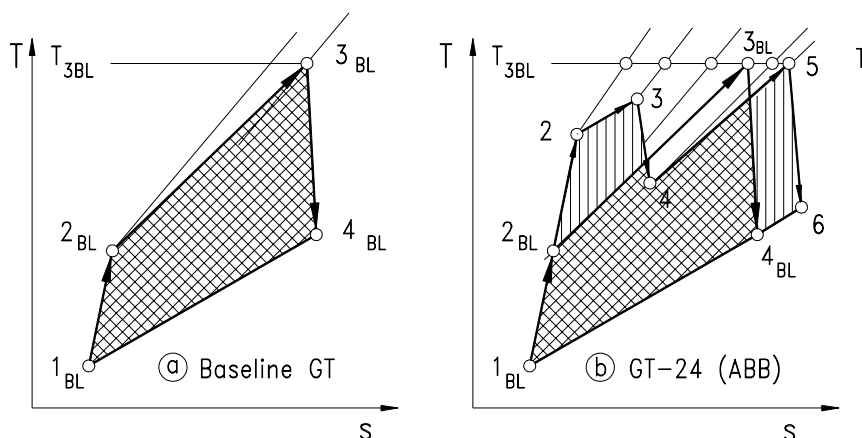 T
T3BL
3BL
2BL
4BL
1BL
a Baseline GT
S
T
T3BL
3BL
5
2
3
4
2BL
6
4BL
1BL
b GT-24 (ABB)
S
T